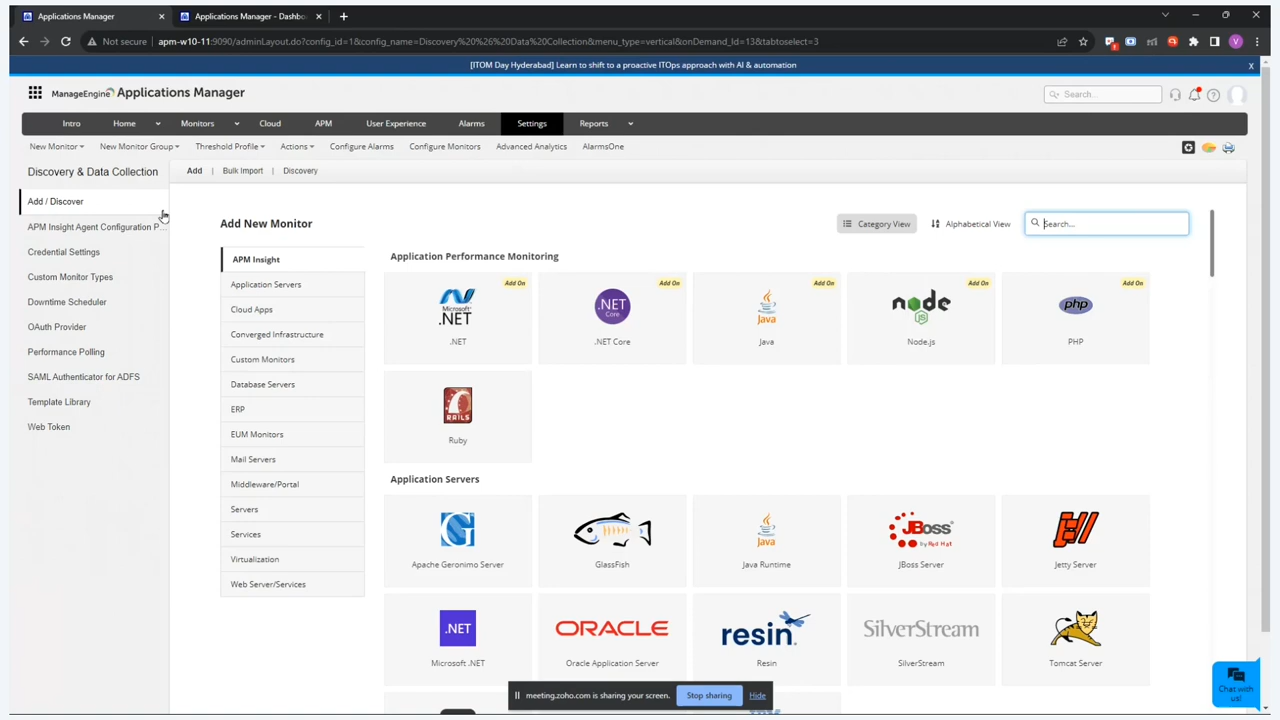 Applications Manager
Applications Manager - Dashbo
Not secure apm-w10-11:9090/adminLayout.do?config_id=1&config_name=Discovery%20%26%20Data%20Collection&menu_type=vertical&onDemand_Id=13&tabtoselect=3
V
[ITOM Day Hyderabad] Learn to shift to a proactive ITOps approach with AI & automation
X
ManageEngine Applications Manager
Search...
Intro Home Monitors Cloud APM User Experience Alarms Settings Reports
New Monitor New Monitor Group Threshold Profile Actions Configure Alarms Configure Monitors Advanced Analytics AlarmsOne
Discovery & Data Collection
Add / Discover
APM Insight Agent Configuration P...
Credential Settings
Custom Monitor Types
Downtime Scheduler
OAuth Provider
Performance Polling
SAML Authenticator for ADFS
Template Library
Web Token
Add | Bulk Import | Discovery
Add New Monitor
Category View
Alphabetical View
Search...
APM Insight
Application Servers
Cloud Apps
Converged Infrastructure
Custom Monitors
Database Servers
ERP
EUM Monitors
Mail Servers
Middleware/Portal
Servers
Services
Virtualization
Web Server/Services
Application Performance Monitoring
Add On Add On Add On Add On Add On
Microsoft .NET
.NET Core
Java
node
php
.NET .NET Core Java Node.js PHP
RAILS
Ruby
Application Servers
Java
JBoss by Red Hat
Apache Geronimo Server GlassFish Java Runtime JBoss Server Jetty Server
.NET
ORACLE
resin
SilverStream
Microsoft .NET Oracle Application Server Resin SilverStream Tomcat Server
meeting.zoho.com is sharing your screen. Stop sharing Hide
Chat with us!